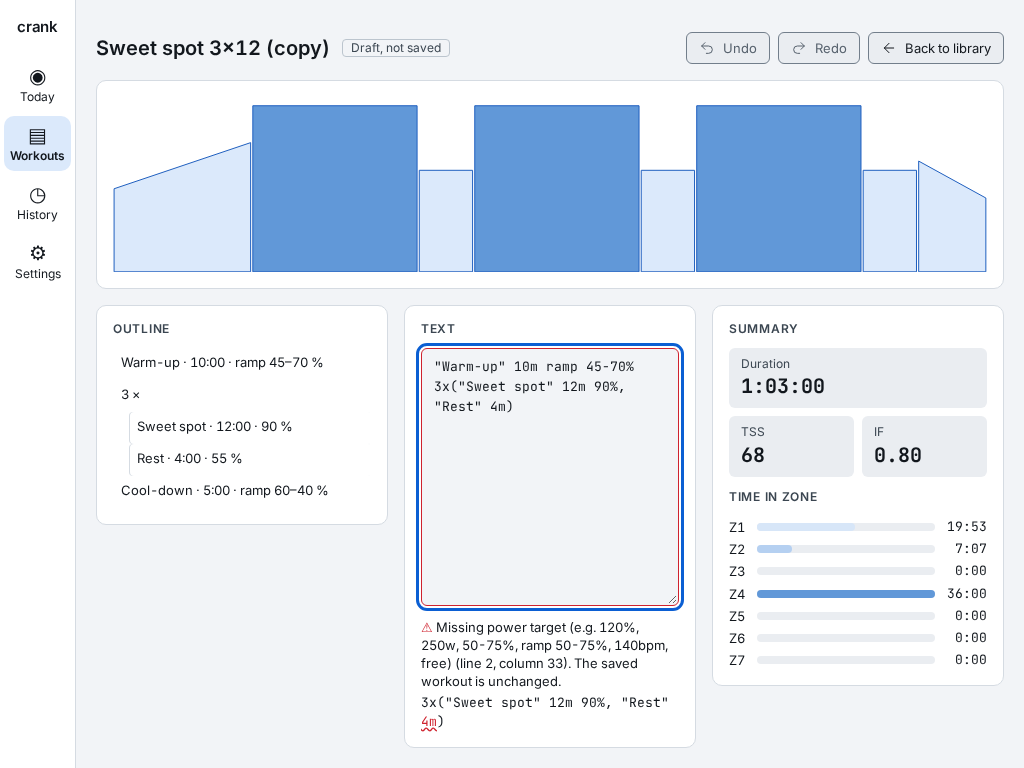 crank
Today
Workouts
History
Settings
Sweet spot 3×12 (copy)
Draft, not saved
Undo
Redo
Back to library
OUTLINE
Warm-up · 10:00 · ramp 45–70 %
3 ×
Sweet spot · 12:00 · 90 %
Rest · 4:00 · 55 %
Cool-down · 5:00 · ramp 60–40 %
TEXT
"Warm-up" 10m ramp 45-70%
3x("Sweet spot" 12m 90%,
"Rest" 4m)
⚠ Missing power target (e.g. 120%,
250w, 50-75%, ramp 50-75%, 140bpm,
free) (line 2, column 33). The saved
workout is unchanged.
3x("Sweet spot" 12m 90%, "Rest"
4m)
SUMMARY
Duration
1:03:00
TSS
68
IF
0.80
TIME IN ZONE
Z1 19:53
Z2 7:07
Z3 0:00
Z4 36:00
Z5 0:00
Z6 0:00
Z7 0:00